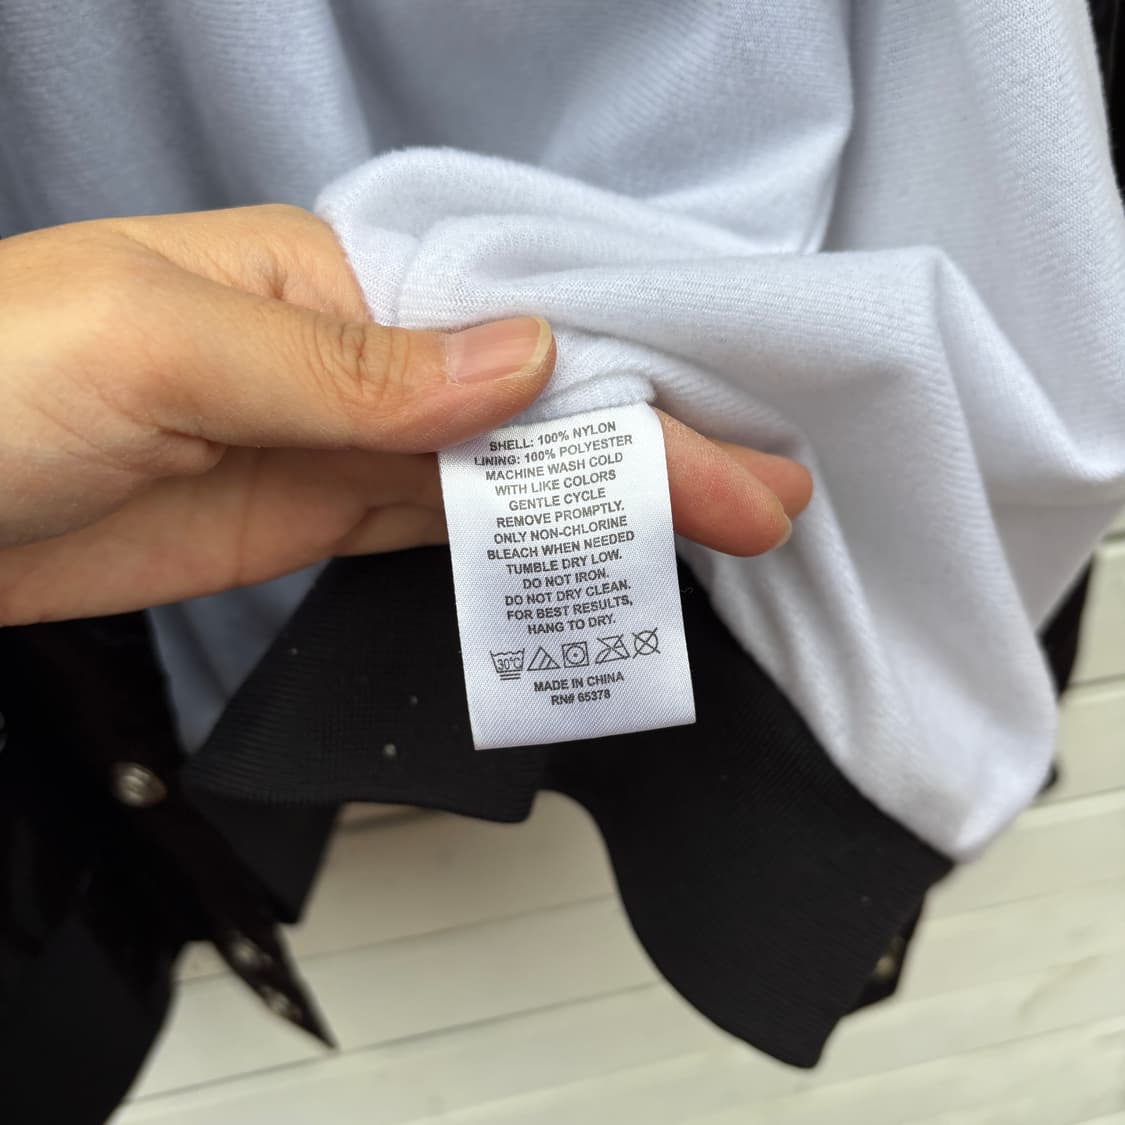 SHELL: 100% NYLON
LINING: 100% POLYESTER
MACHINE WASH COLD
WITH LIKE COLORS
GENTLE CYCLE
REMOVE PROMPTLY.
ONLY NON-CHLORINE
BLEACH WHEN NEEDED
TUMBLE DRY LOW.
DO NOT IRON.
DO NOT DRY CLEAN.
FOR BEST RESULTS,
HANG TO DRY.
30°C
MADE IN CHINA
RN# 65378